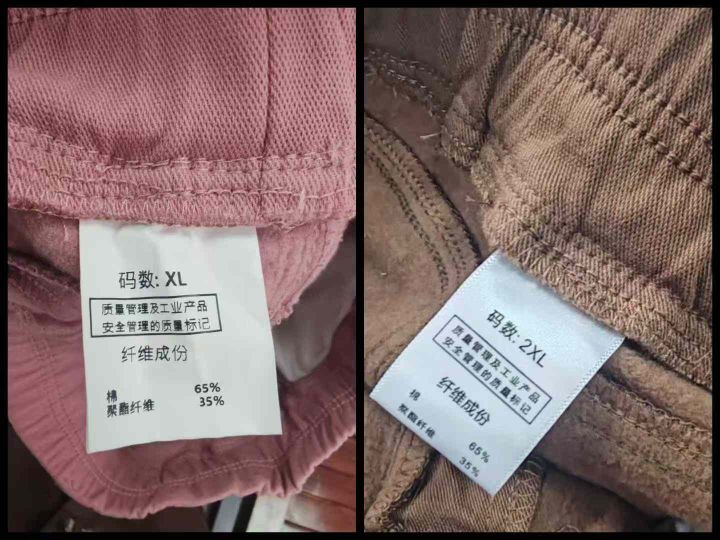 码数: XL
质量管理及工业产品
安全管理的质量标记
纤维成份
棉 65%
聚酯纤维 35%
码数: 2XL
质量管理及工业产品
安全管理的质量标记
纤维成份
棉 65%
聚酯纤维 35%